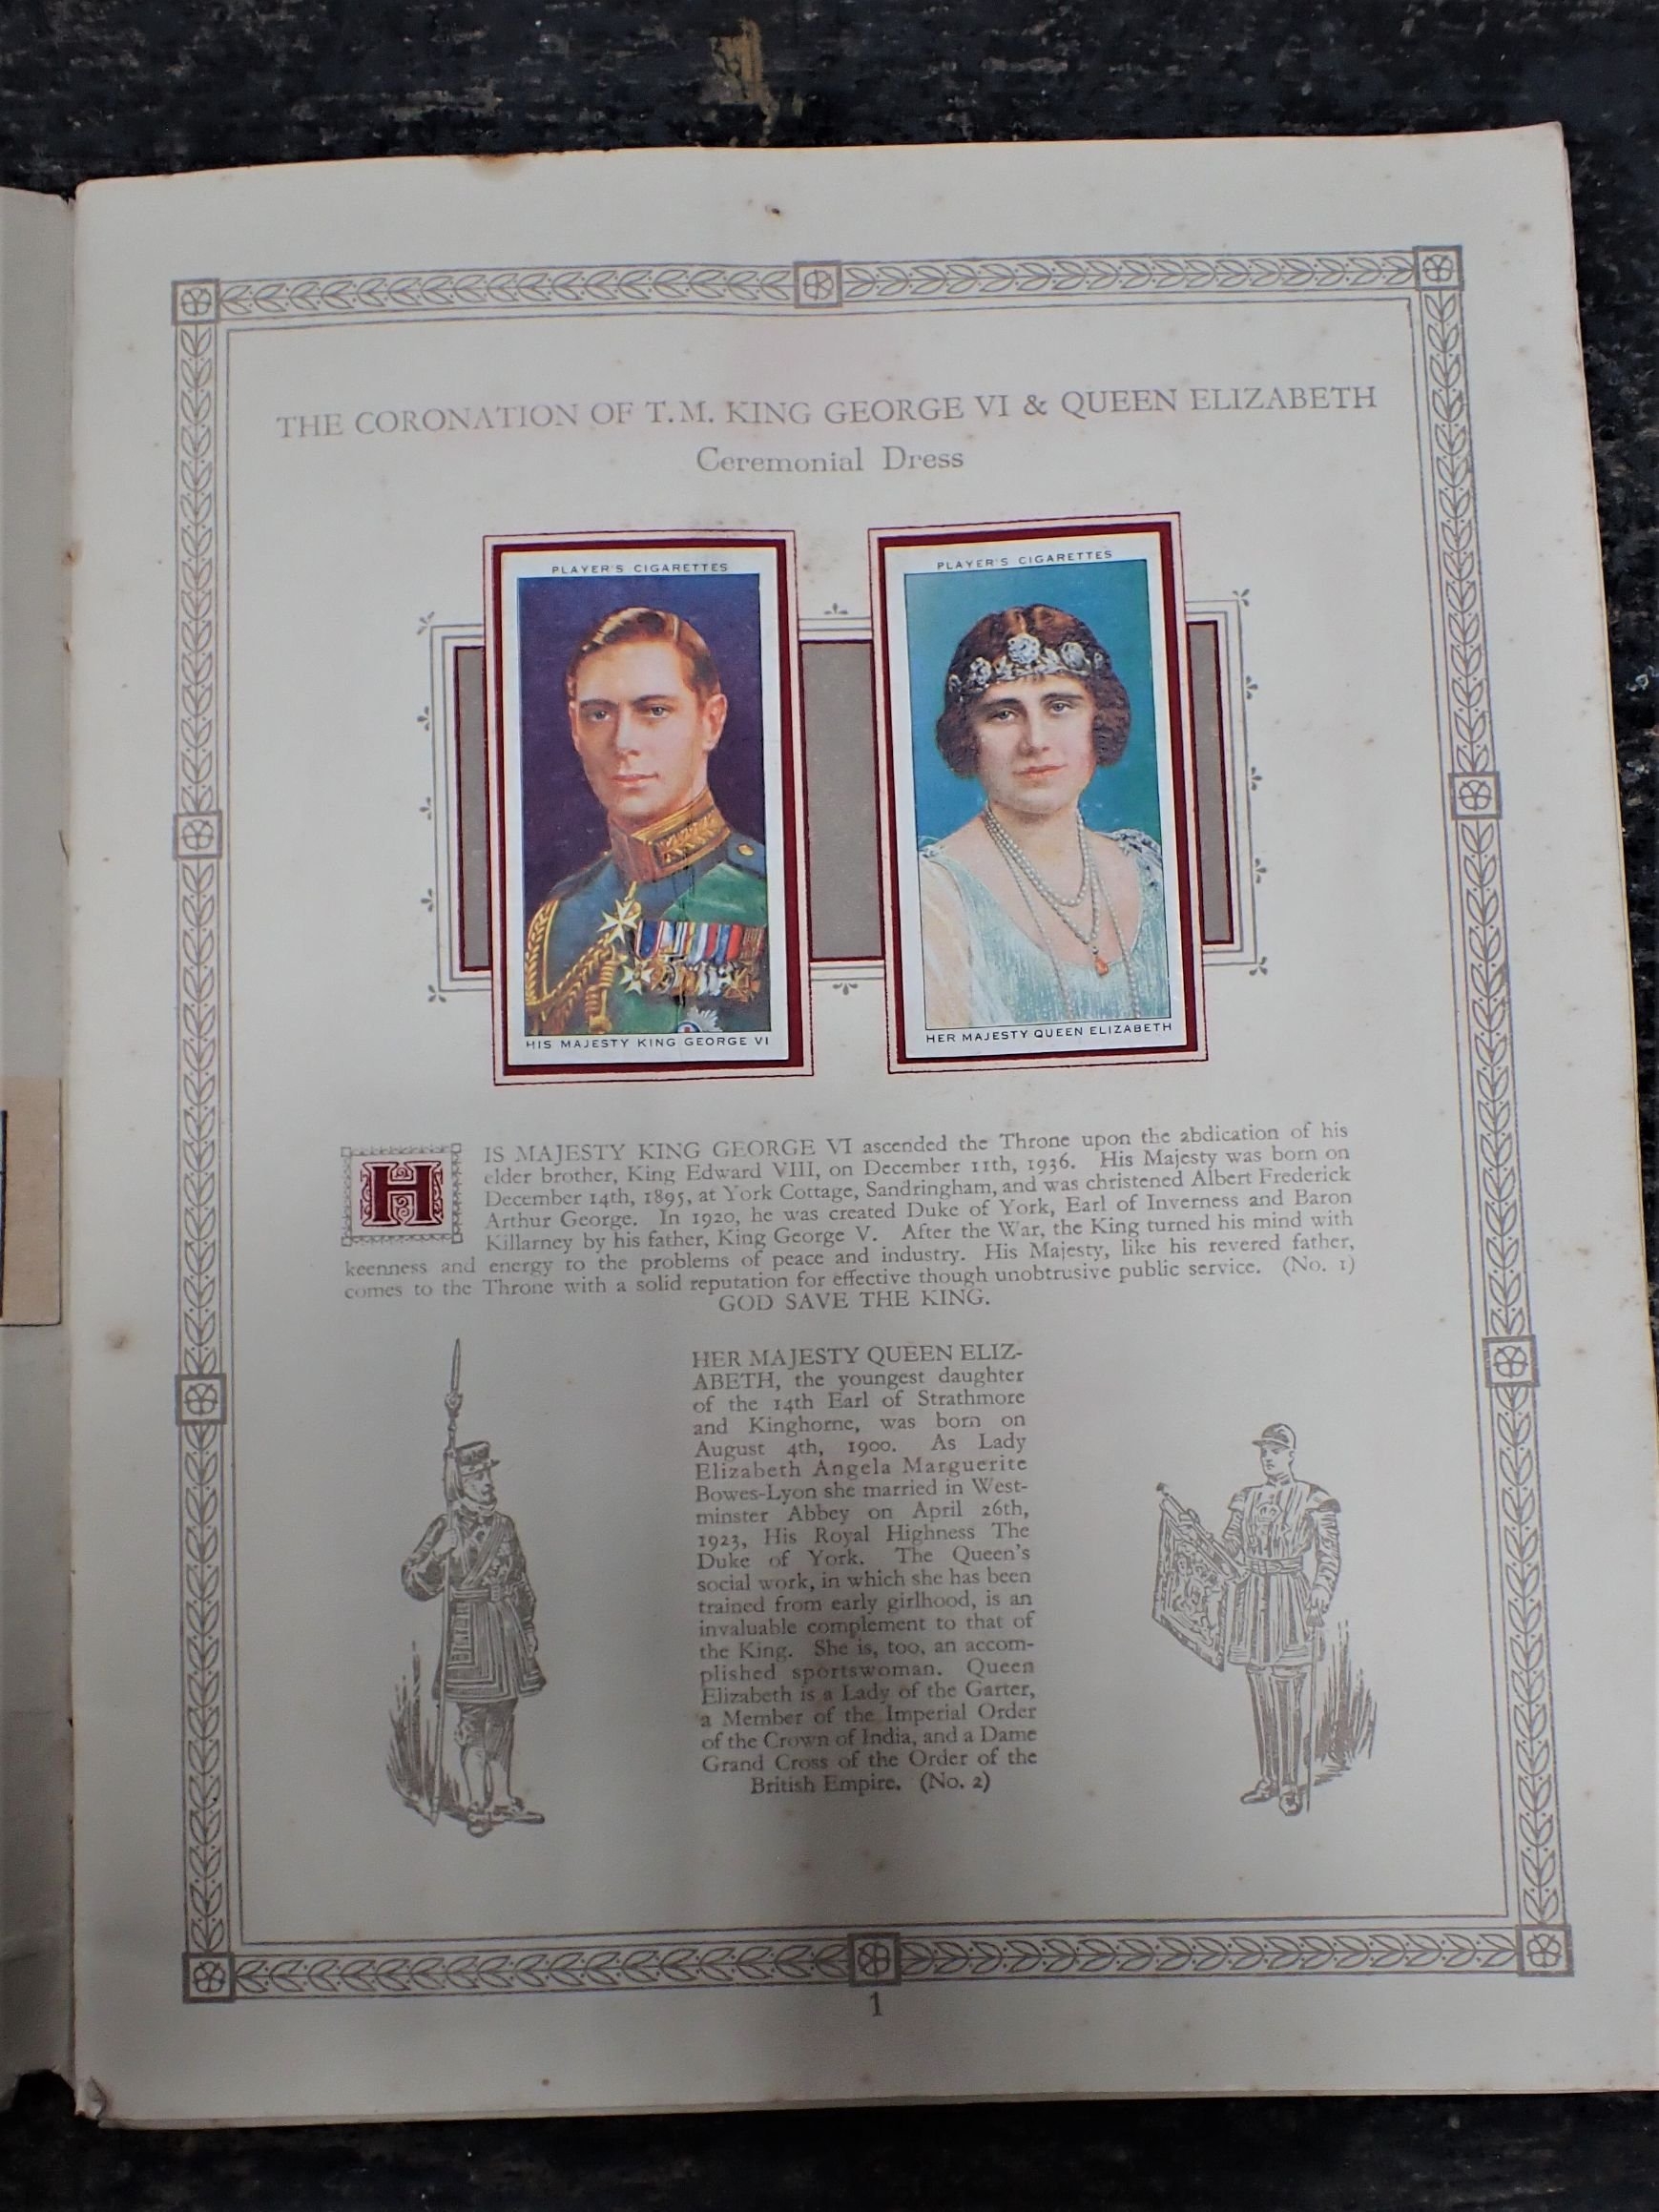 THE CORONATION OF T.M. KING GEORGE VI & QUEEN ELIZABETH
Ceremonial Dress
PLAYER'S CIGARETTES
HIS MAJESTY KING GEORGE VI
PLAYER'S CIGARETTES
HER MAJESTY QUEEN ELIZABETH
HIS MAJESTY KING GEORGE VI ascended the Throne upon the abdication of his
elder brother, King Edward VIII, on December 11th, 1936. His Majesty was born on
December 14th, 1895, at York Cottage, Sandringham, and was christened Albert Frederick
Arthur George. In 1920, he was created Duke of York, Earl of Inverness and Baron
Killarney by his father, King George V. After the War, the King turned his mind with
keenness and energy to the problems of peace and industry. His Majesty, like his revered father,
comes to the Throne with a solid reputation for effective though unobtrusive public service. (No. 1)
GOD SAVE THE KING.
HER MAJESTY QUEEN ELIZ-
ABETH, the youngest daughter
of the 14th Earl of Strathmore
and Kinghorne, was born on
August 4th, 1900. As Lady
Elizabeth Angela Marguerite
Bowes-Lyon she married in West-
minster Abbey on April 26th,
1923, His Royal Highness The
Duke of York. The Queen's
social work, in which she has been
trained from early girlhood, is an
invaluable complement to that of
the King. She is, too, an accom-
plished sportswoman. Queen
Elizabeth is a Lady of the Garter,
a Member of the Imperial Order
of the Crown of India, and a Dame
Grand Cross of the Order of the
British Empire. (No. 2)
1